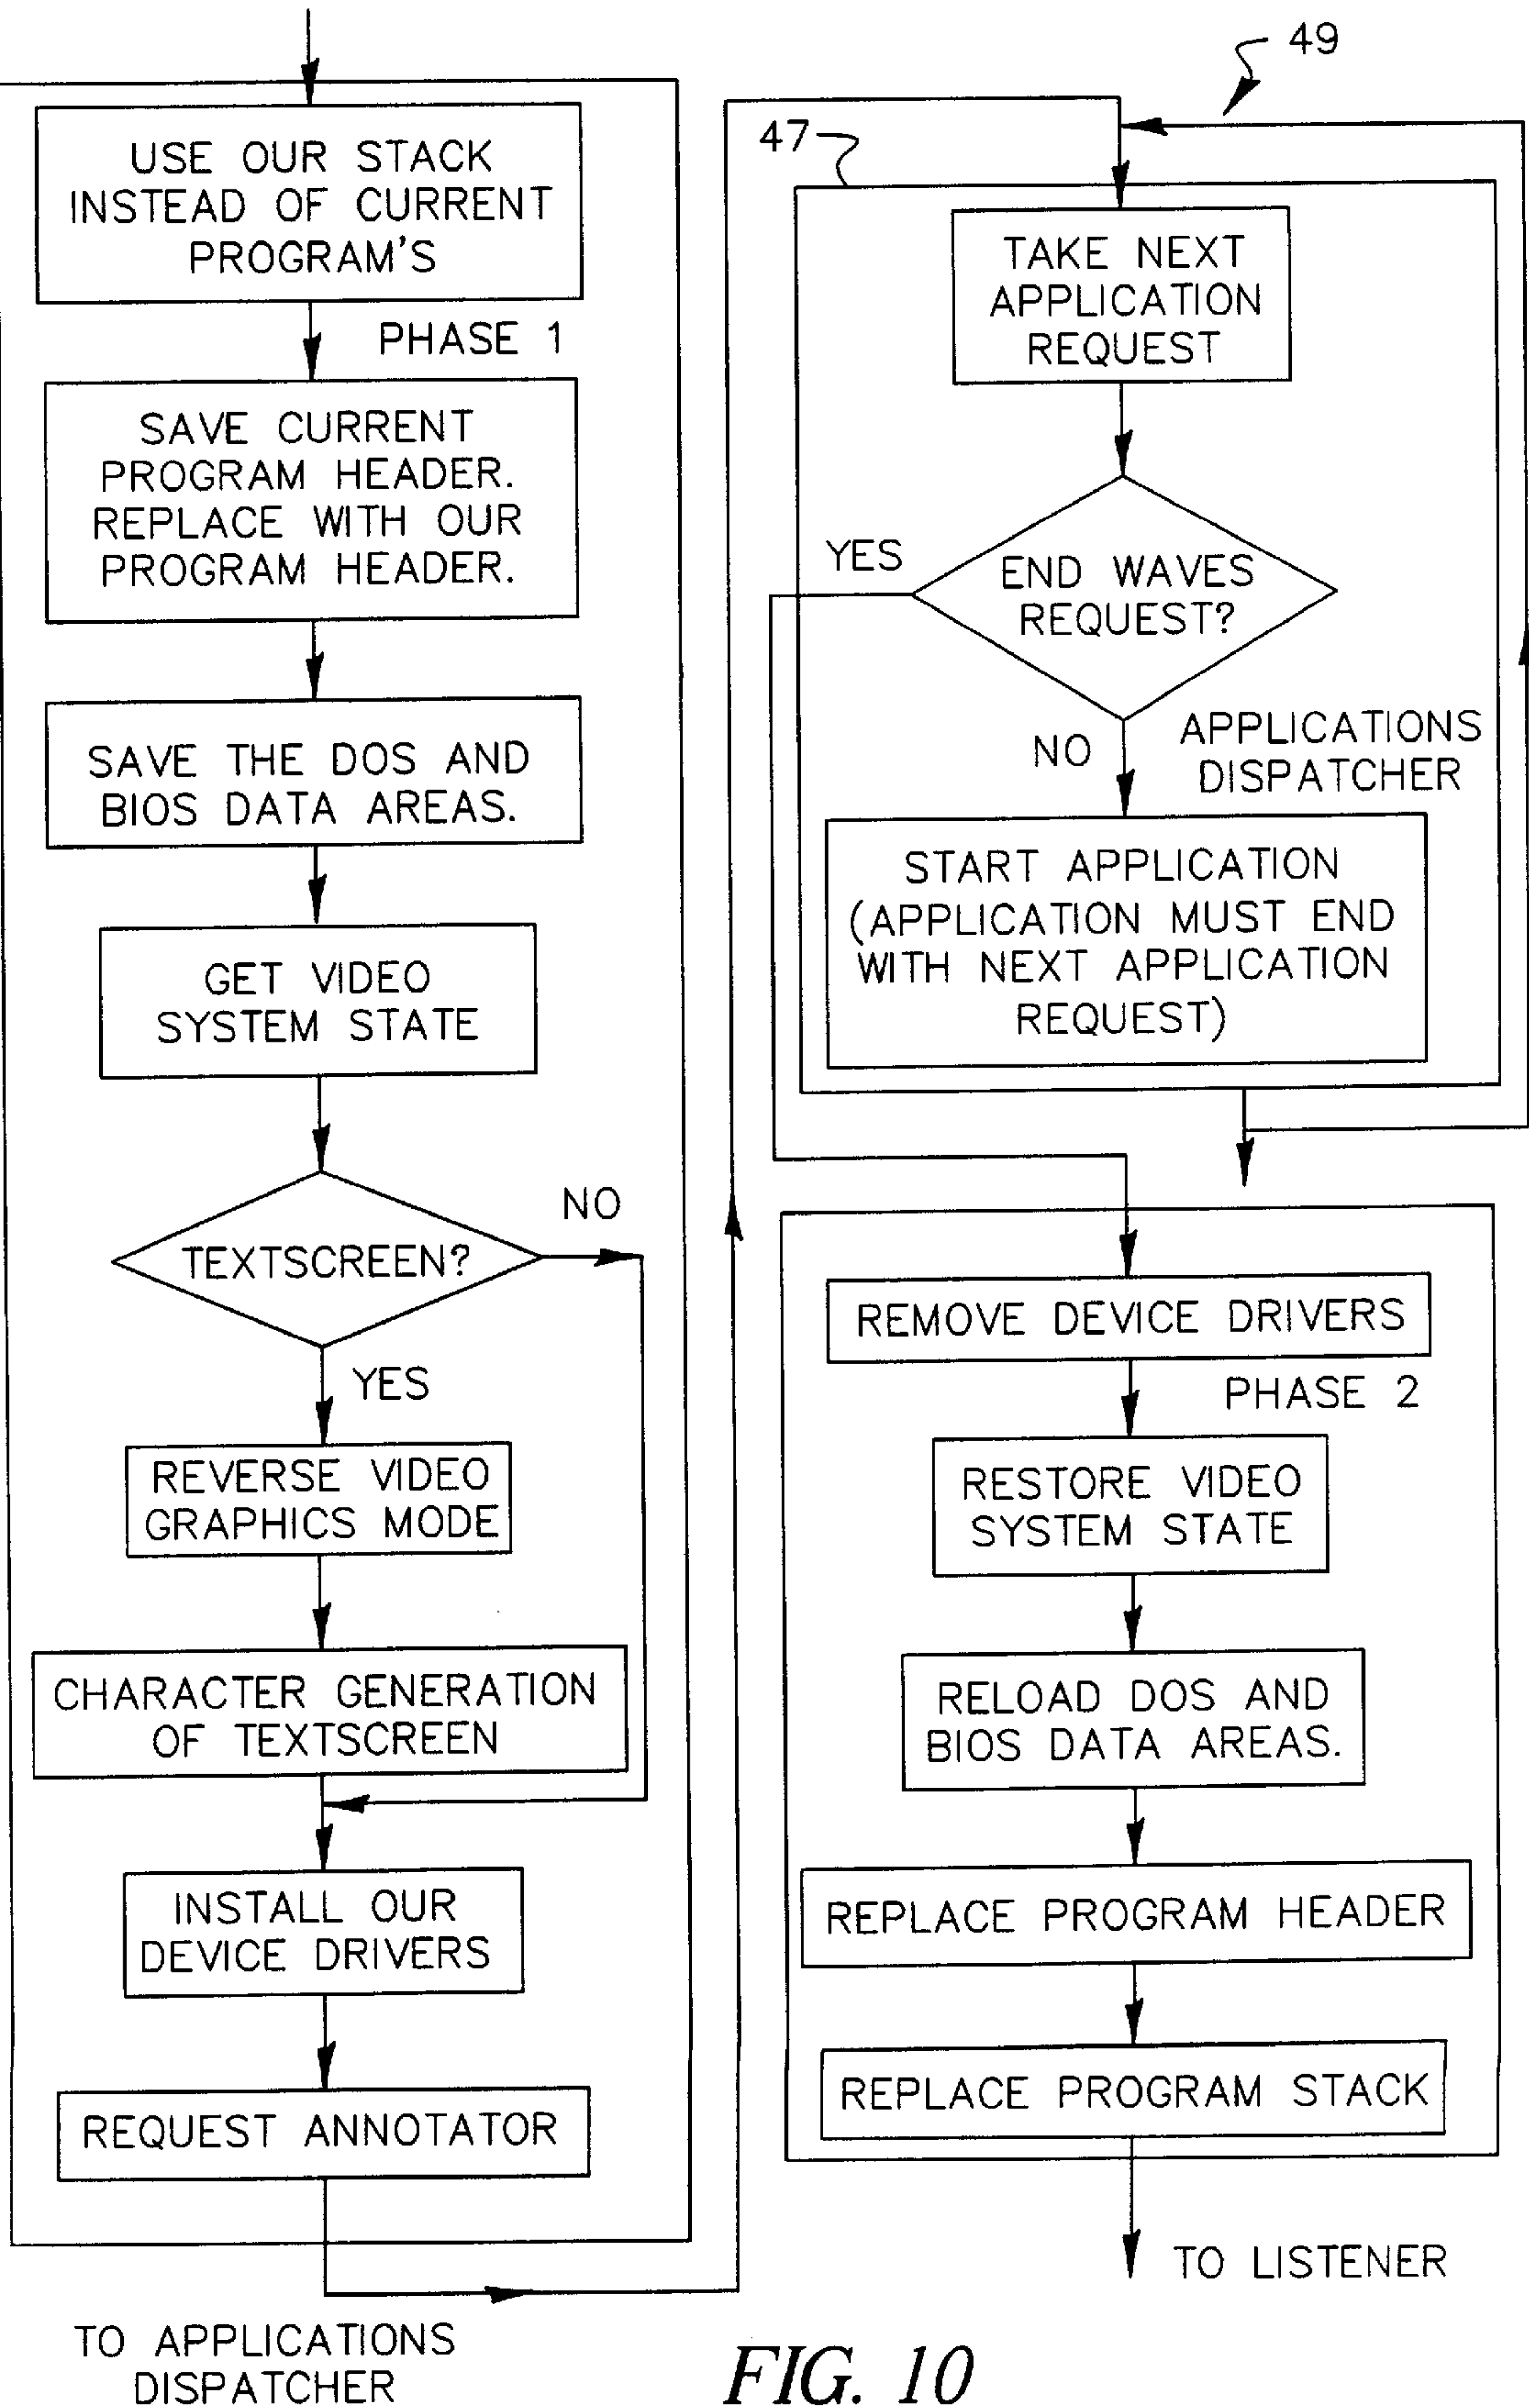 USE OUR STACK
INSTEAD OF CURRENT
PROGRAM'S
PHASE 1
SAVE CURRENT
PROGRAM HEADER.
REPLACE WITH OUR
PROGRAM HEADER.
SAVE THE DOS AND
BIOS DATA AREAS.
GET VIDEO
SYSTEM STATE
TEXTSCREEN?
NO
YES
REVERSE VIDEO
GRAPHICS MODE
CHARACTER GENERATION
OF TEXTSCREEN
INSTALL OUR
DEVICE DRIVERS
REQUEST ANNOTATOR
TO APPLICATIONS
DISPATCHER
49
47
TAKE NEXT
APPLICATION
REQUEST
YES
END WAVES
REQUEST?
NO
APPLICATIONS
DISPATCHER
START APPLICATION
(APPLICATION MUST END
WITH NEXT APPLICATION
REQUEST)
REMOVE DEVICE DRIVERS
PHASE 2
RESTORE VIDEO
SYSTEM STATE
RELOAD DOS AND
BIOS DATA AREAS.
REPLACE PROGRAM HEADER
REPLACE PROGRAM STACK
TO LISTENER
FIG. 10